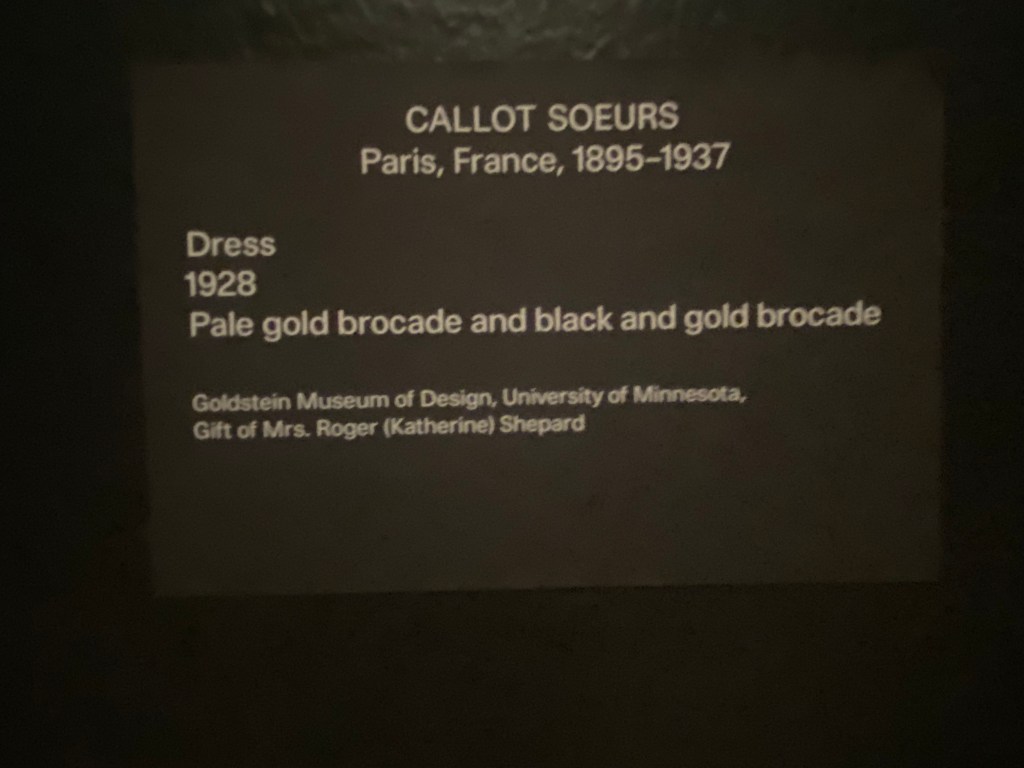 CALLOT SOEURS
Paris, France, 1895–1937
Dress
1928
Pale gold brocade and black and gold brocade
Goldstein Museum of Design, University of Minnesota,
Gift of Mrs. Roger (Katherine) Shepard